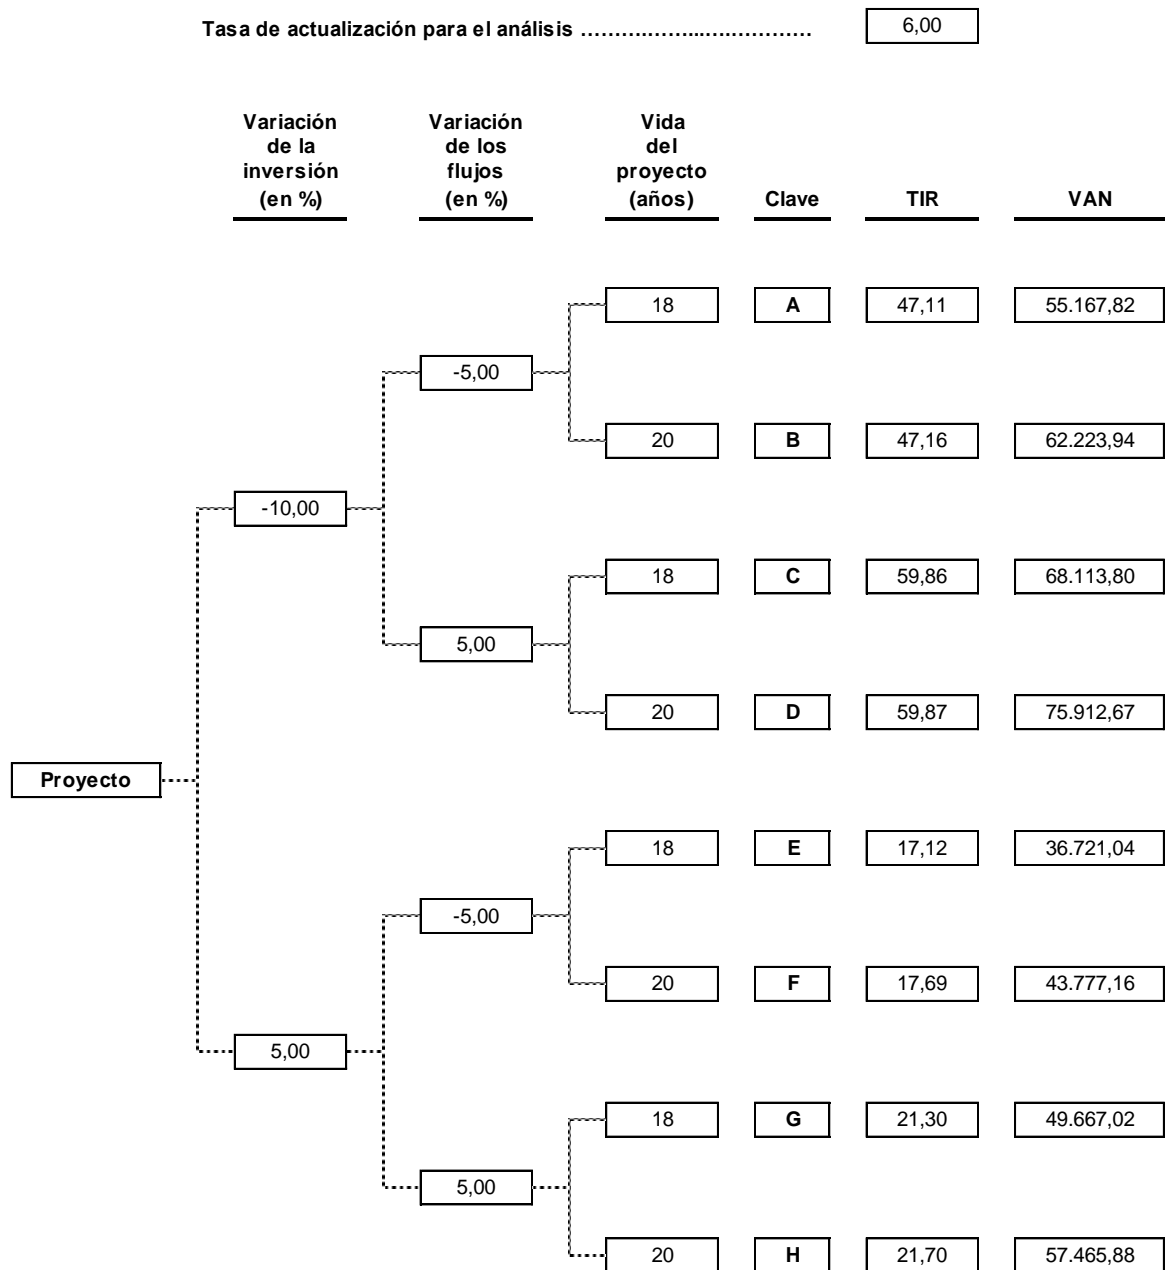 Tasa de actualización para el análisis ……….……...….………… 6,00
Variación de la inversión (en %)
Variación de los flujos (en %)
Vida del proyecto (años)
Clave
TIR
VAN
18 A 47,11 55.167,82
-5,00
20 B 47,16 62.223,94
-10,00
18 C 59,86 68.113,80
5,00
20 D 59,87 75.912,67
Proyecto
18 E 17,12 36.721,04
-5,00
20 F 17,69 43.777,16
5,00
18 G 21,30 49.667,02
5,00
20 H 21,70 57.465,88